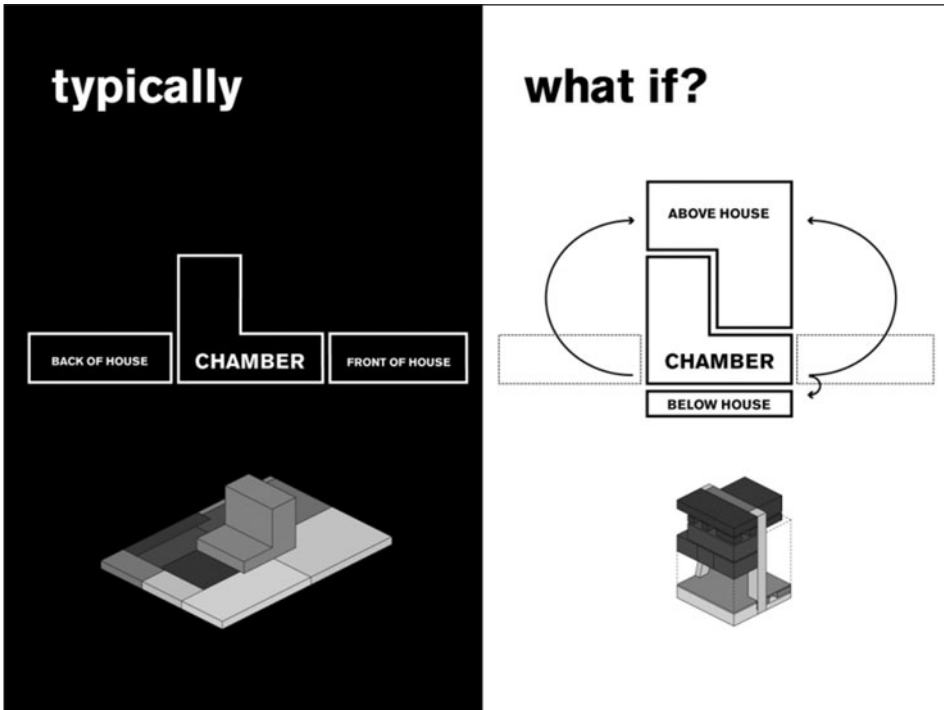 typically
BACK OF HOUSE
CHAMBER
FRONT OF HOUSE
what if?
ABOVE HOUSE
CHAMBER
BELOW HOUSE